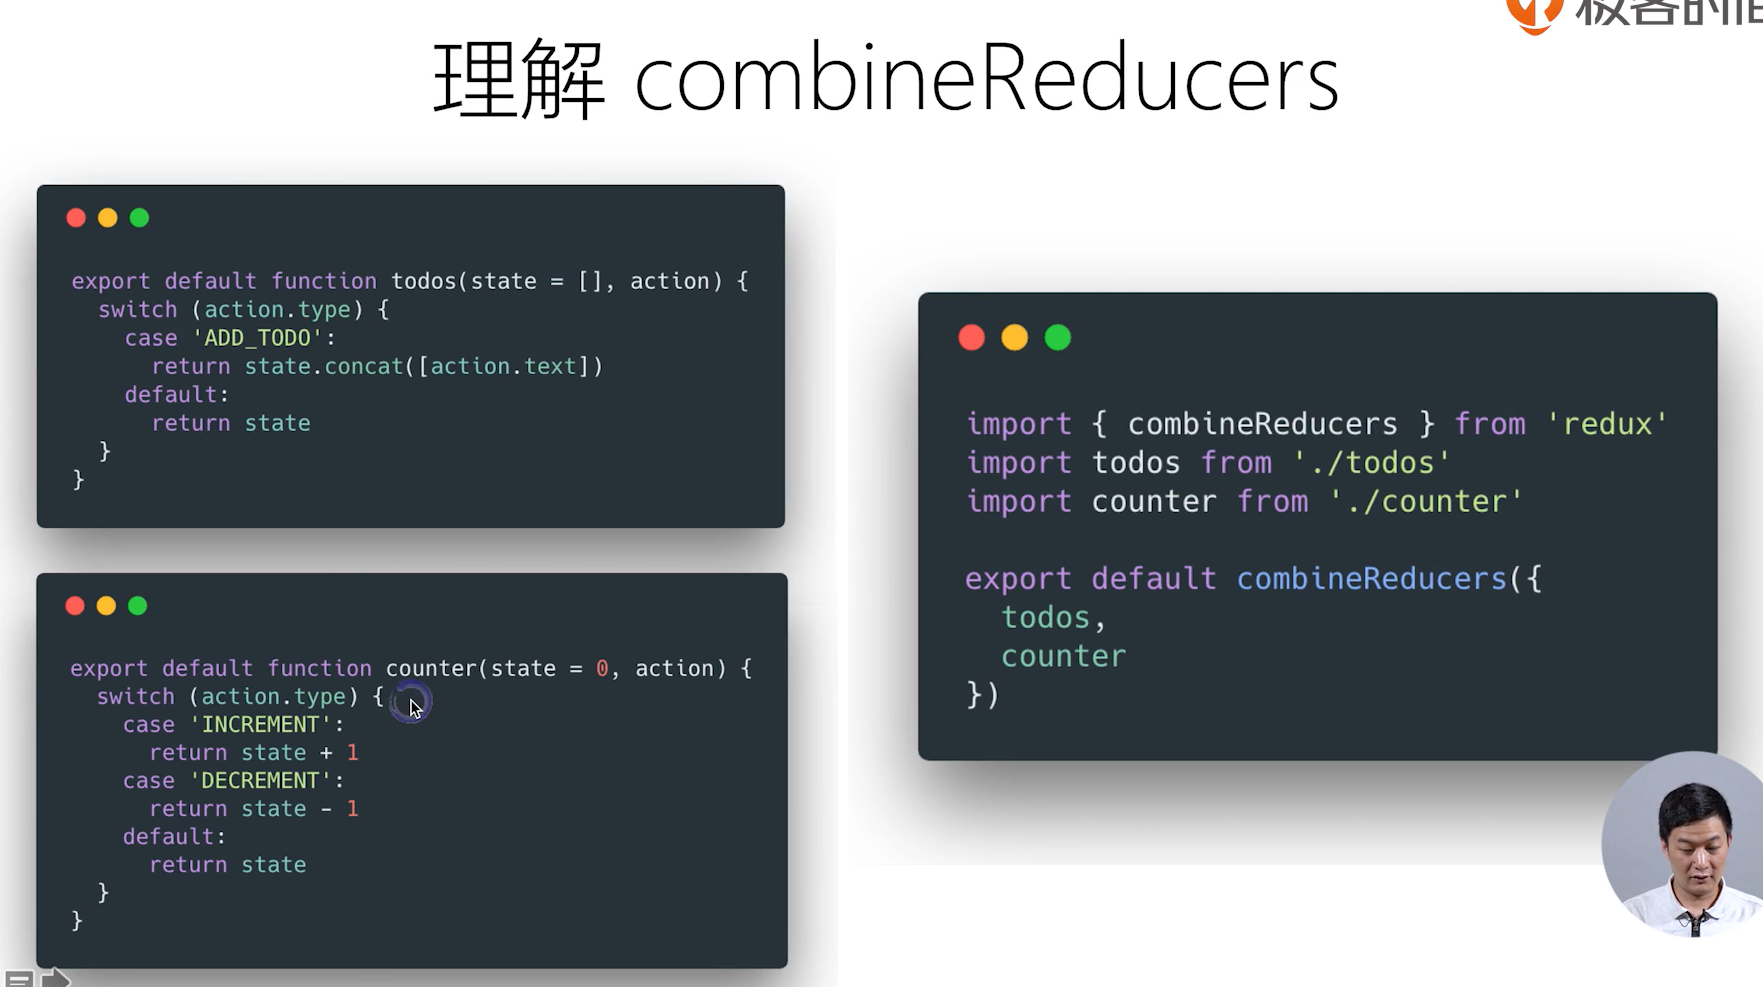 理解 combineReducers
export default function todos(state = [], action) {
  switch (action.type) {
    case 'ADD_TODO':
      return state.concat([action.text])
    default:
      return state
  }
}
export default function counter(state = 0, action) {
  switch (action.type) {
    case 'INCREMENT':
      return state + 1
    case 'DECREMENT':
      return state - 1
    default:
      return state
  }
}
import { combineReducers } from 'redux'
import todos from './todos'
import counter from './counter'
export default combineReducers({
  todos,
  counter
})